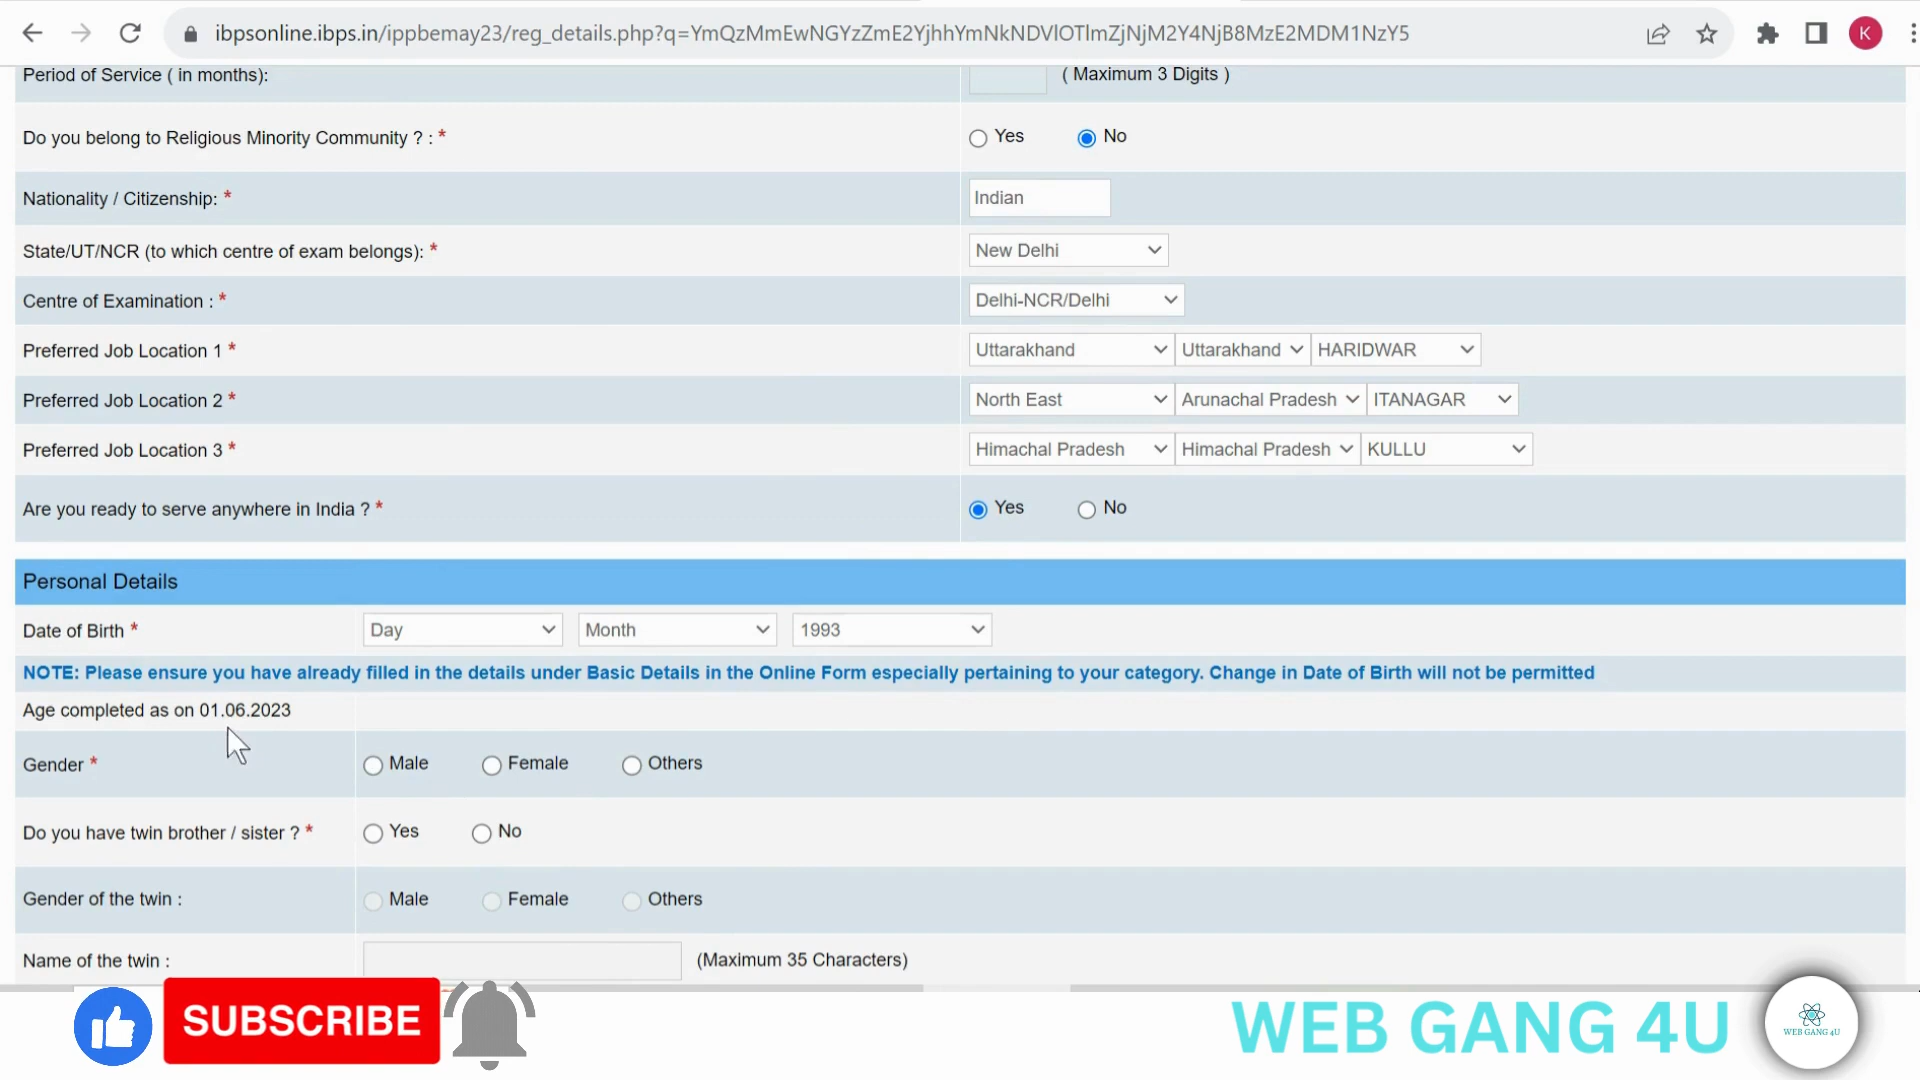 ibpsonline.ibps.in/ippbemay23/reg_details.php?q=YmQzMmEwNGYzZmE2YjhhYmNkNDVlOTlmZjNjM2Y4NjB8MzE2MDM1NzY5
K
Period of Service ( in months): ( Maximum 3 Digits )
Do you belong to Religious Minority Community ? : * Yes No
Nationality / Citizenship: * Indian
State/UT/NCR (to which centre of exam belongs): * New Delhi
Centre of Examination : * Delhi-NCR/Delhi
Preferred Job Location 1 * Uttarakhand Uttarakhand HARIDWAR
Preferred Job Location 2 * North East Arunachal Pradesh ITANAGAR
Preferred Job Location 3 * Himachal Pradesh Himachal Pradesh KULLU
Are you ready to serve anywhere in India ? * Yes No
Personal Details
Date of Birth * Day Month 1993
NOTE: Please ensure you have already filled in the details under Basic Details in the Online Form especially pertaining to your category. Change in Date of Birth will not be permitted
Age completed as on 01.06.2023
Gender * Male Female Others
Do you have twin brother / sister ? * Yes No
Gender of the twin : Male Female Others
Name of the twin : (Maximum 35 Characters)
SUBSCRIBE
WEB GANG 4U
WEB GANG 4U